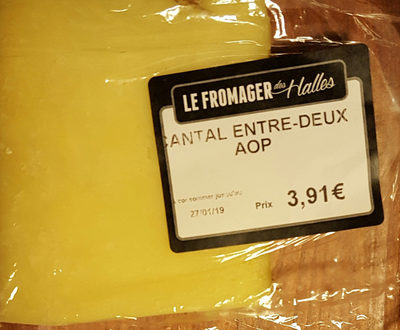 LE FROMAGER des Halles
CANTAL ENTRE-DEUX
AOP
A consommer jusqu'au
27/01/19 Prix 3,91€